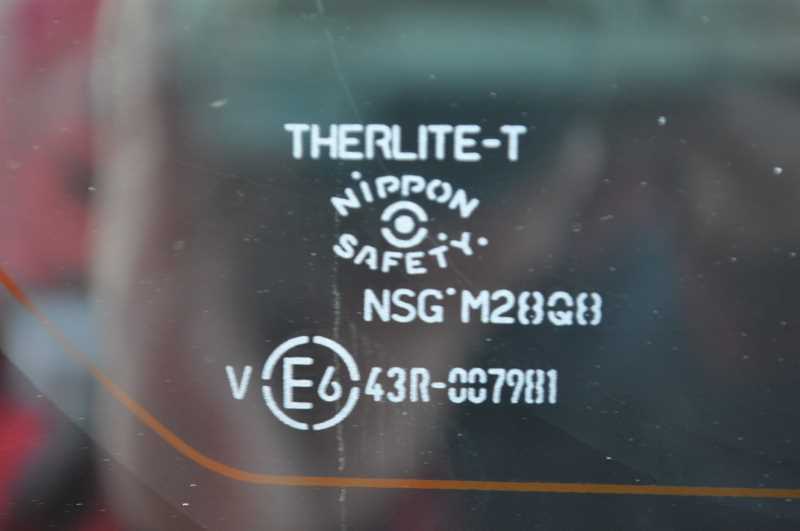 THERLITE-T
NIPPON
SAFETY
NSG M28Q8
V E6 43R-007981